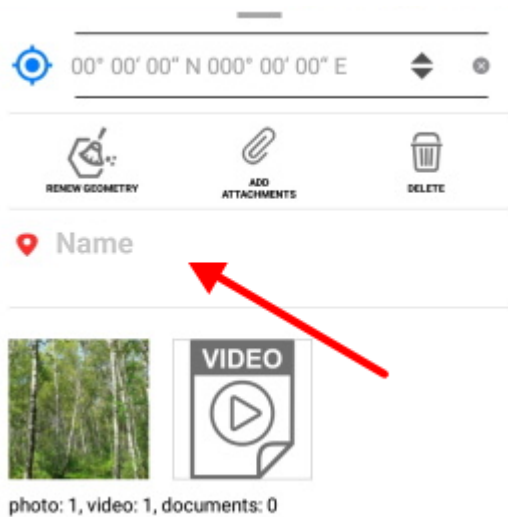 00° 00' 00" N 000° 00' 00" E
RENEW GEOMETRY
ADD
ATTACHMENTS
DELETE
Name
VIDEO
photo: 1, video: 1, documents: 0